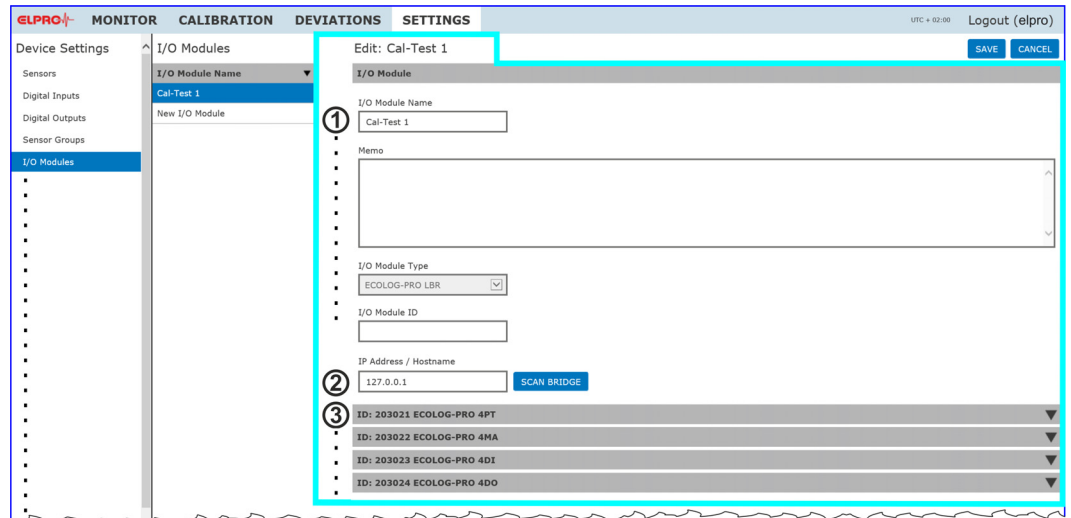 ELPRO MONITOR CALIBRATION DEVIATIONS SETTINGS UTC + 02:00 Logout (elpro)
Device Settings
Sensors
Digital Inputs
Digital Outputs
Sensor Groups
I/O Modules
I/O Modules
I/O Module Name
Cal-Test 1
New I/O Module
Edit: Cal-Test 1
SAVE CANCEL
I/O Module
I/O Module Name
1 Cal-Test 1
Memo
I/O Module Type
ECOLOG-PRO LBR
I/O Module ID
IP Address / Hostname
2 127.0.0.1 SCAN BRIDGE
3 ID: 203021 ECOLOG-PRO 4PT
ID: 203022 ECOLOG-PRO 4MA
ID: 203023 ECOLOG-PRO 4DI
ID: 203024 ECOLOG-PRO 4DO